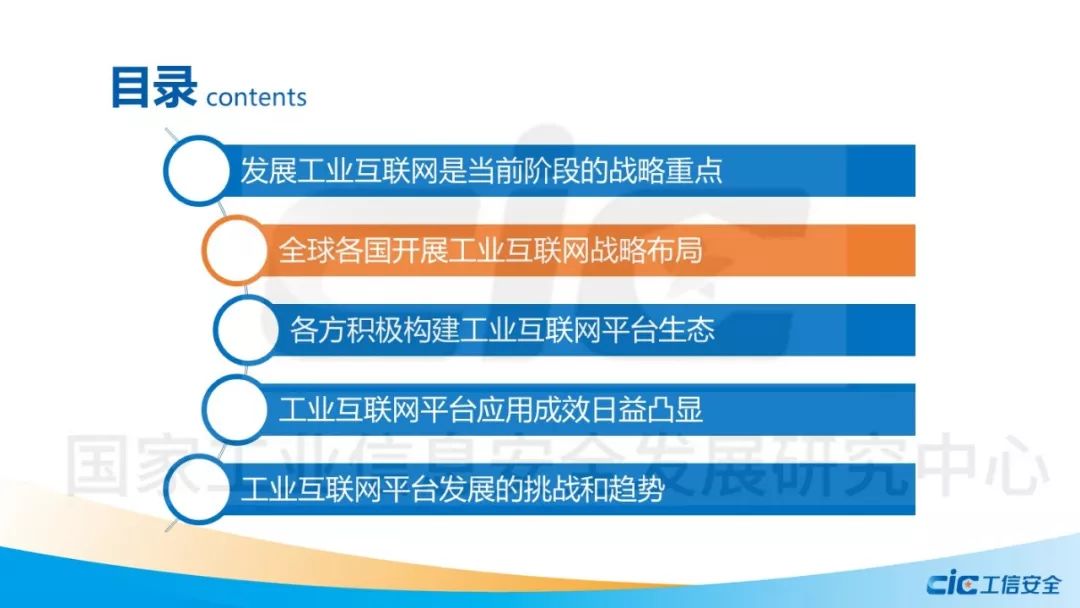 目录 contents
发展工业互联网是当前阶段的战略重点
全球各国开展工业互联网战略布局
各方积极构建工业互联网平台生态
工业互联网平台应用成效日益凸显
国家工业信息安全发展研究中心
工业互联网平台发展的挑战和趋势
cic
cic工信安全